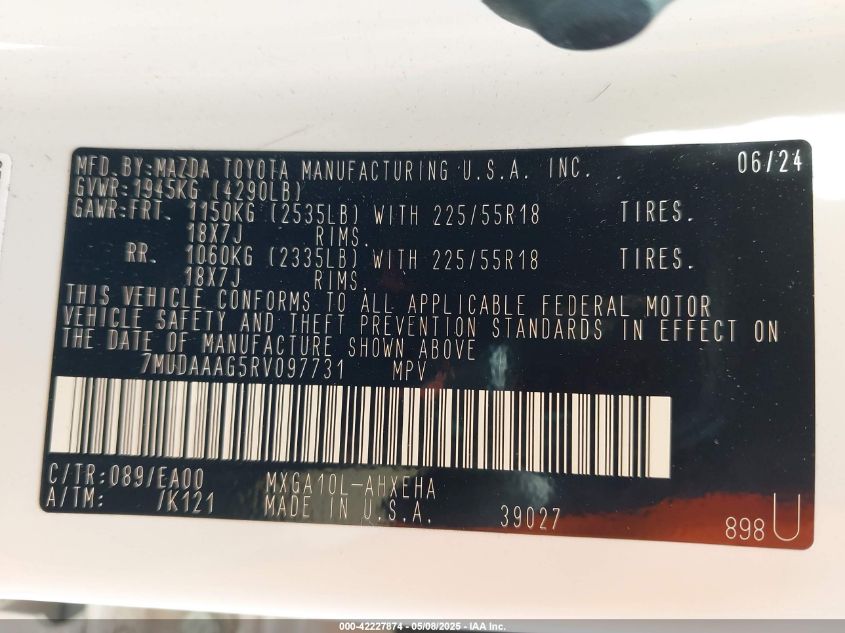 MFD.BY:MAZDA TOYOTA MANUFACTURING U.S.A. INC. 06/24
GVWR:1945KG (4290LB)
GAWR:FRT. 1150KG (2535LB) WITH 225/55R18 TIRES.
18X7J RIMS.
RR. 1060KG (2335LB) WITH 225/55R18 TIRES.
18X7J RIMS.
THIS VEHICLE CONFORMS TO ALL APPLICABLE FEDERAL MOTOR
VEHICLE SAFETY AND THEFT PREVENTION STANDARDS IN EFFECT ON
THE DATE OF MANUFACTURE SHOWN ABOVE
7MUDAAAG5RV097731 MPV
C/TR:089/EA00 MXGA10L-AHXEHA
A/TM: /K121 MADE IN U.S.A. 39027 898 U
000-42227874 - 05/08/2025 - IAA Inc.